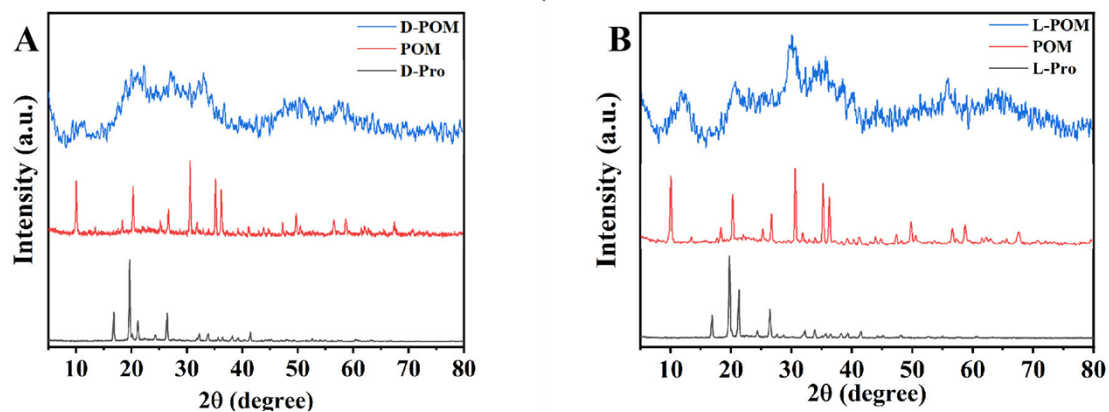 A
D-POM
POM
D-Pro
Intensity (a.u.)
10 20 30 40 50 60 70 80
2θ (degree)
B
L-POM
POM
L-Pro
Intensity (a.u.)
10 20 30 40 50 60 70 80
2θ (degree)